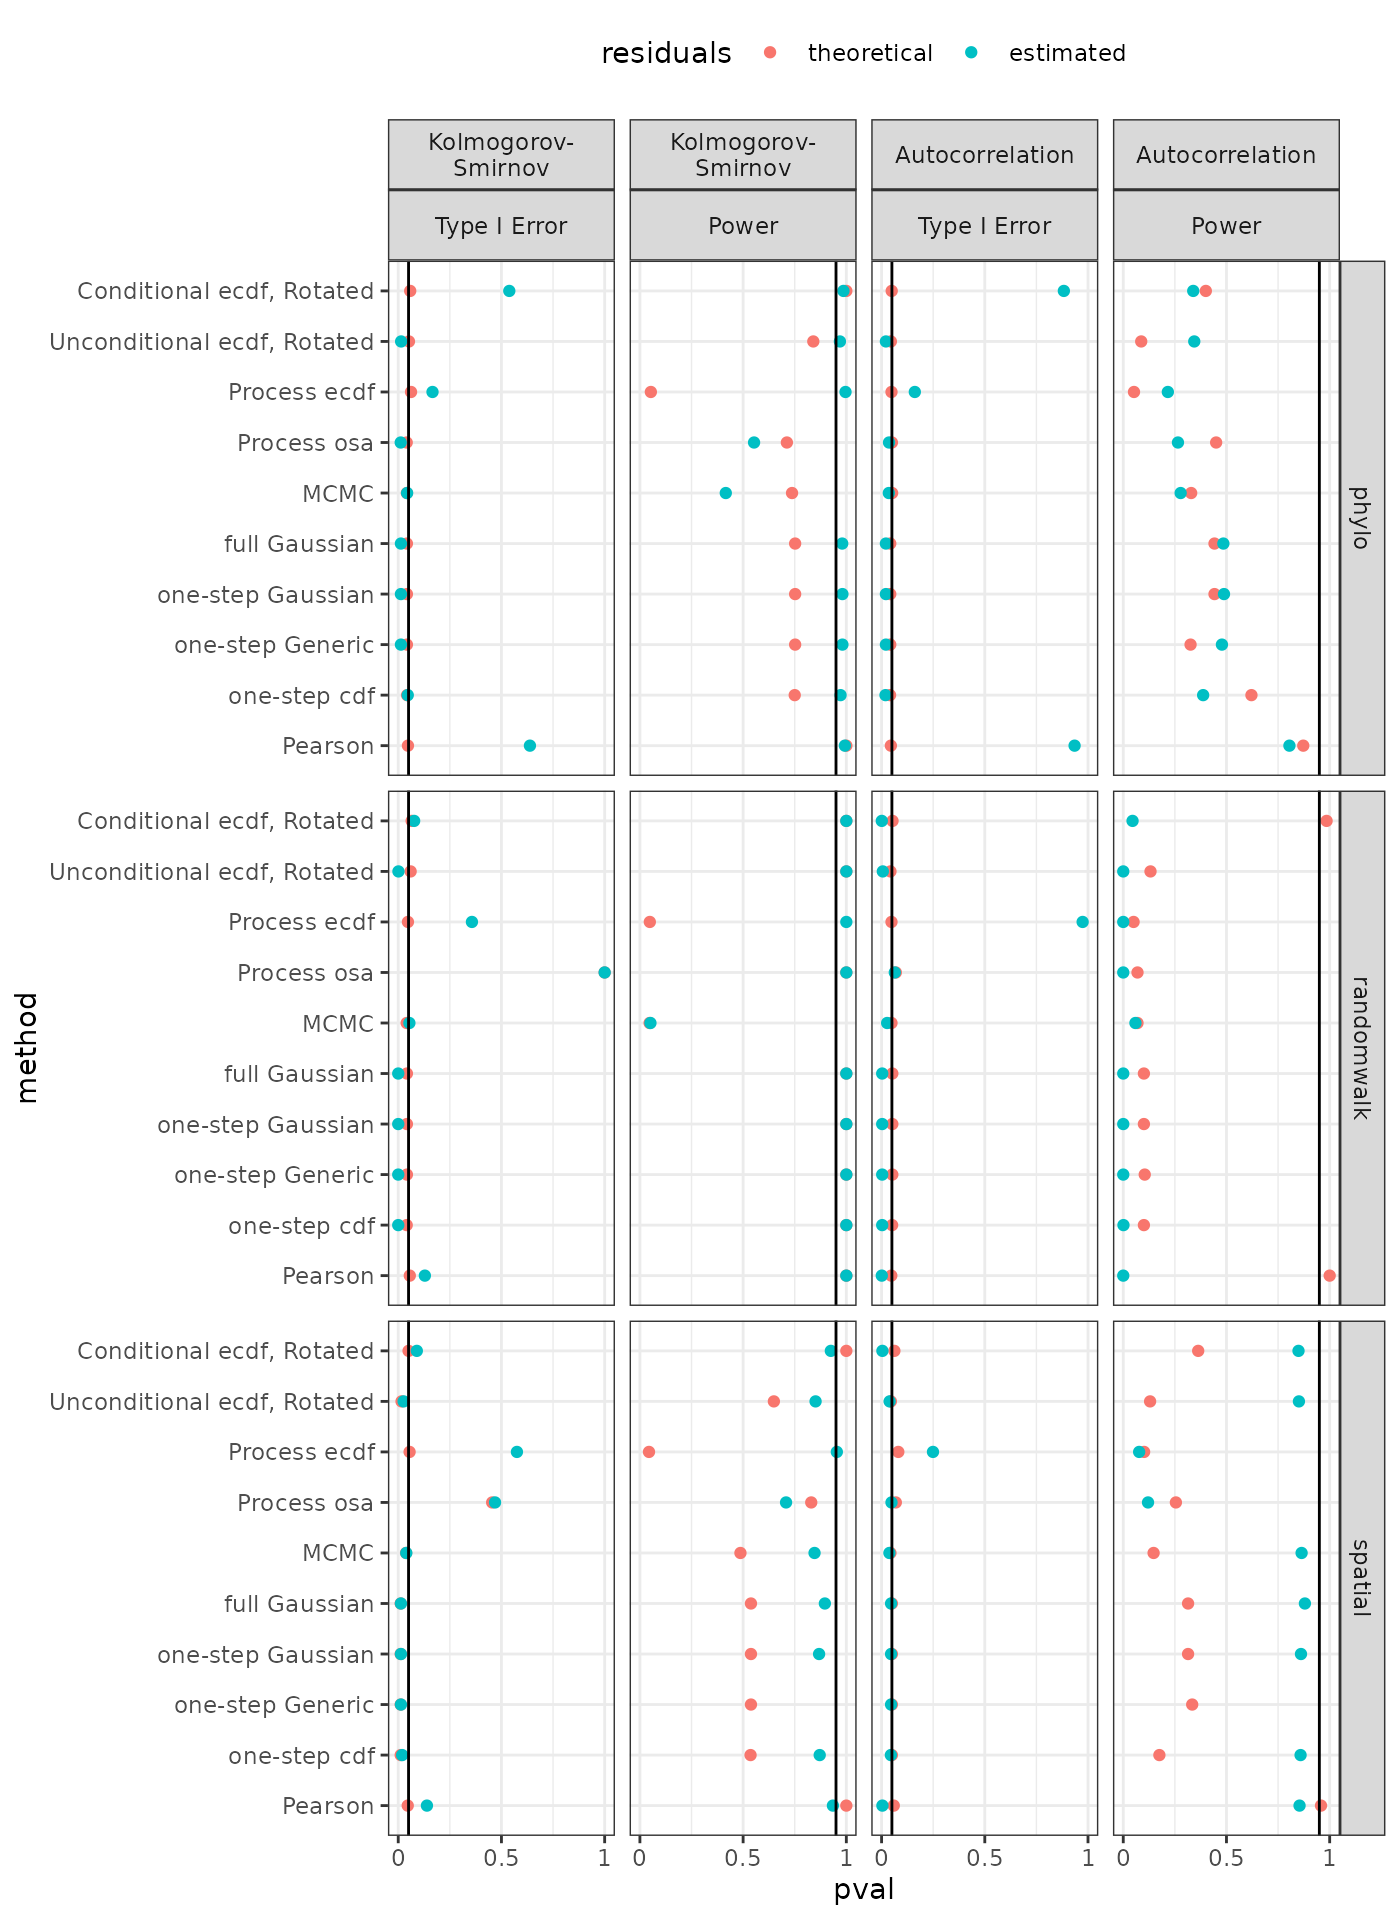 residuals theoretical estimated
Kolmogorov-
Smirnov
Kolmogorov-
Smirnov
Autocorrelation
Autocorrelation
Type I Error
Power
Type I Error
Power
Conditional ecdf, Rotated
Unconditional ecdf, Rotated
Process ecdf
Process osa
MCMC
full Gaussian
one-step Gaussian
one-step Generic
one-step cdf
Pearson
phylo
Conditional ecdf, Rotated
Unconditional ecdf, Rotated
Process ecdf
Process osa
MCMC
full Gaussian
one-step Gaussian
one-step Generic
one-step cdf
Pearson
randomwalk
method
Conditional ecdf, Rotated
Unconditional ecdf, Rotated
Process ecdf
Process osa
MCMC
full Gaussian
one-step Gaussian
one-step Generic
one-step cdf
Pearson
spatial
0 0.5 1 0 0.5 1 0 0.5 1 0 0.5 1
pval